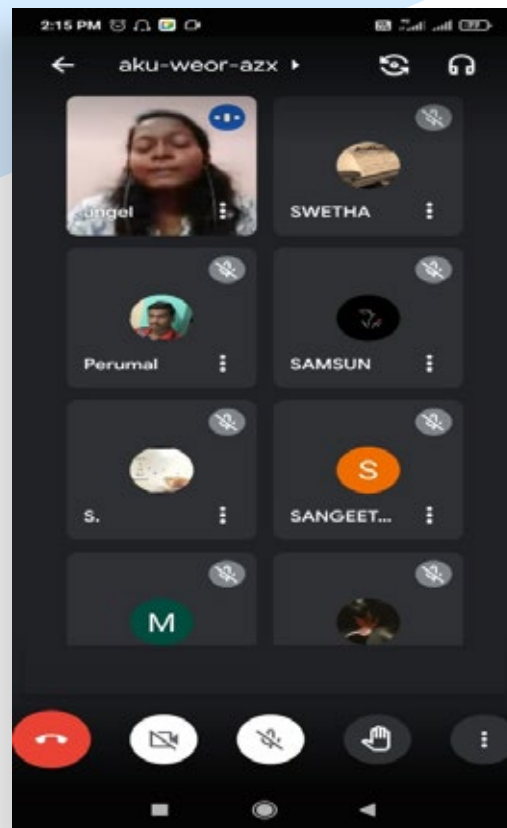 2:15 PM
aku-weor-azx
angel
SWETHA
Perumal
SAMSUN
S.
S
SANGEET...
M